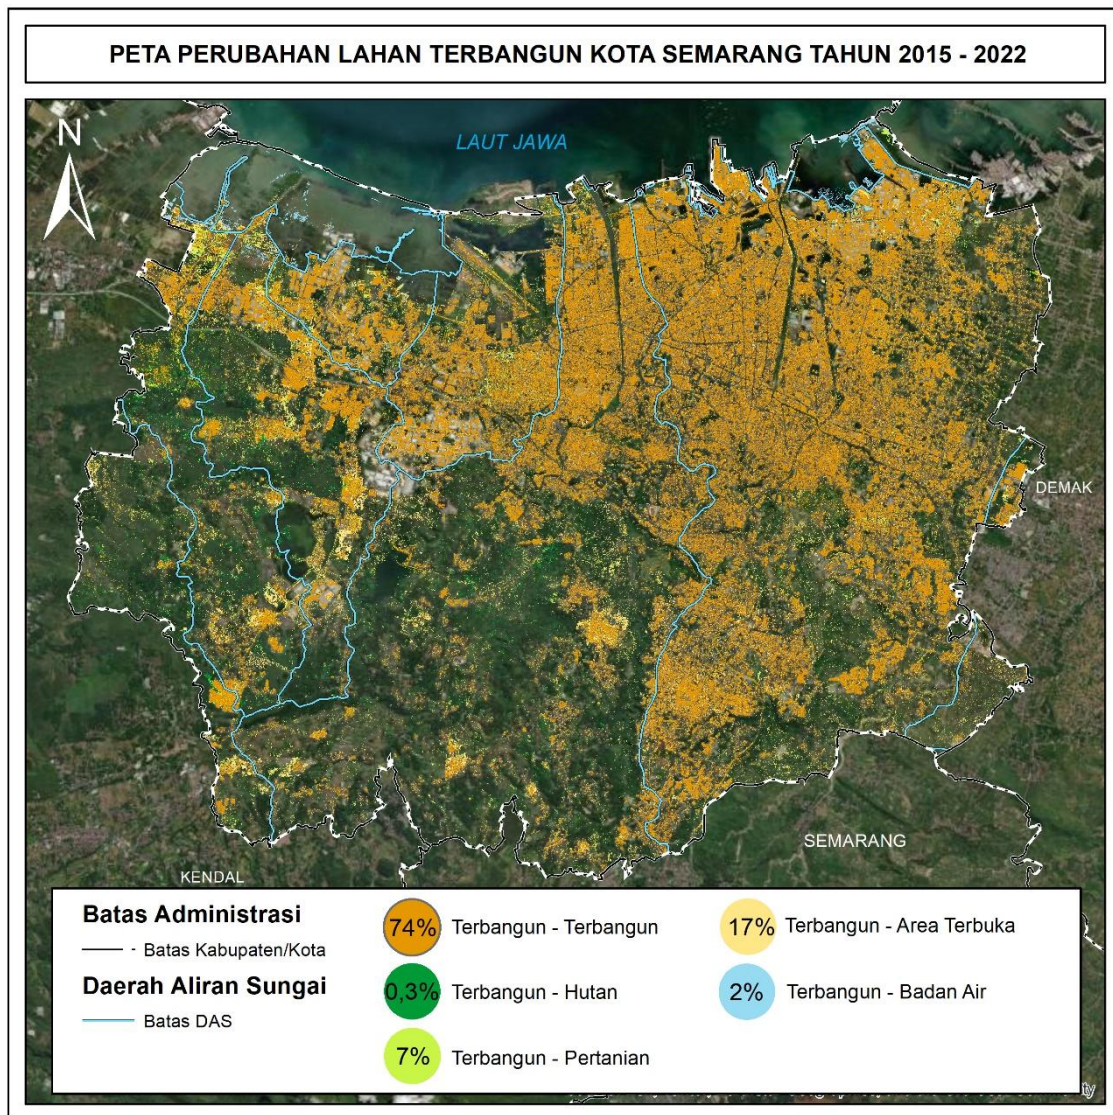 PETA PERUBAHAN LAHAN TERBANGUN KOTA SEMARANG TAHUN 2015 - 2022
N
LAUT JAWA
DEMAK
SEMARANG
KENDAL
Batas Administrasi
Batas Kabupaten/Kota
Daerah Aliran Sungai
Batas DAS
74% Terbangun - Terbangun
0,3% Terbangun - Hutan
7% Terbangun - Pertanian
17% Terbangun - Area Terbuka
2% Terbangun - Badan Air